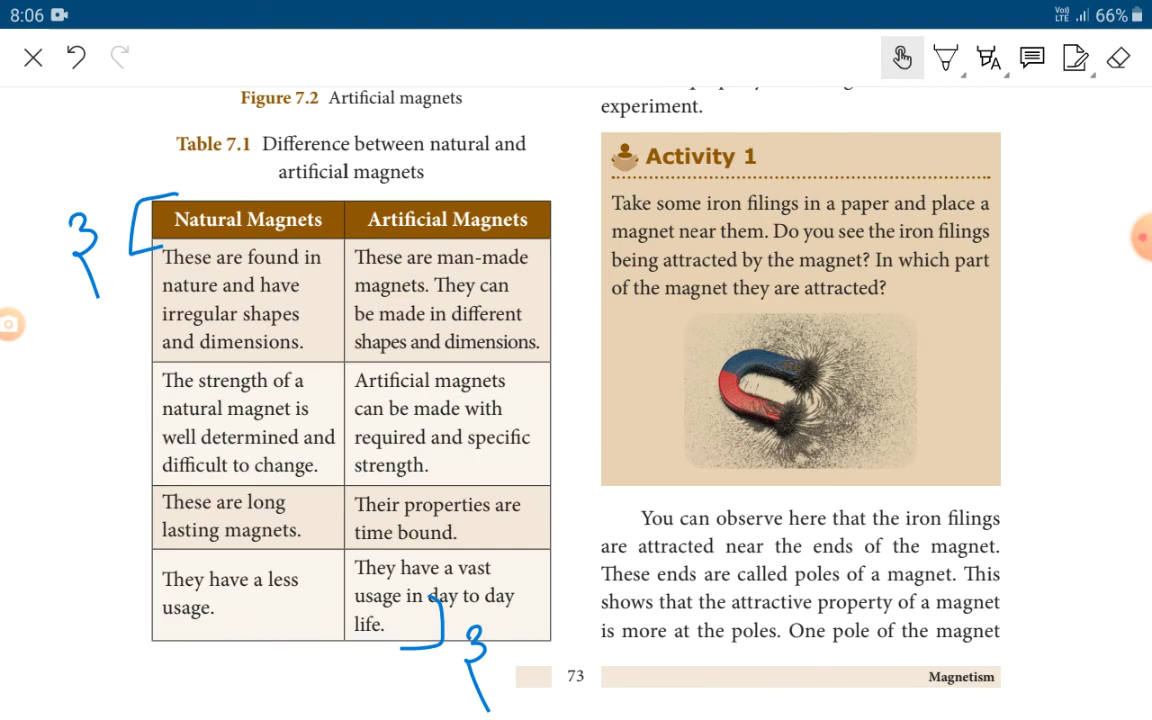 8:06
Vo)) LTE 66%
Figure 7.2 Artificial magnets
Table 7.1 Difference between natural and
artificial magnets
Natural Magnets Artificial Magnets
These are found in
nature and have
irregular shapes
and dimensions.
These are man-made
magnets. They can
be made in different
shapes and dimensions.
The strength of a
natural magnet is
well determined and
difficult to change.
Artificial magnets
can be made with
required and specific
strength.
These are long
lasting magnets.
Their properties are
time bound.
They have a less
usage.
They have a vast
usage in day to day
life.
experiment.
Activity 1
Take some iron filings in a paper and place a
magnet near them. Do you see the iron filings
being attracted by the magnet? In which part
of the magnet they are attracted?
You can observe here that the iron filings
are attracted near the ends of the magnet.
These ends are called poles of a magnet. This
shows that the attractive property of a magnet
is more at the poles. One pole of the magnet
73
Magnetism